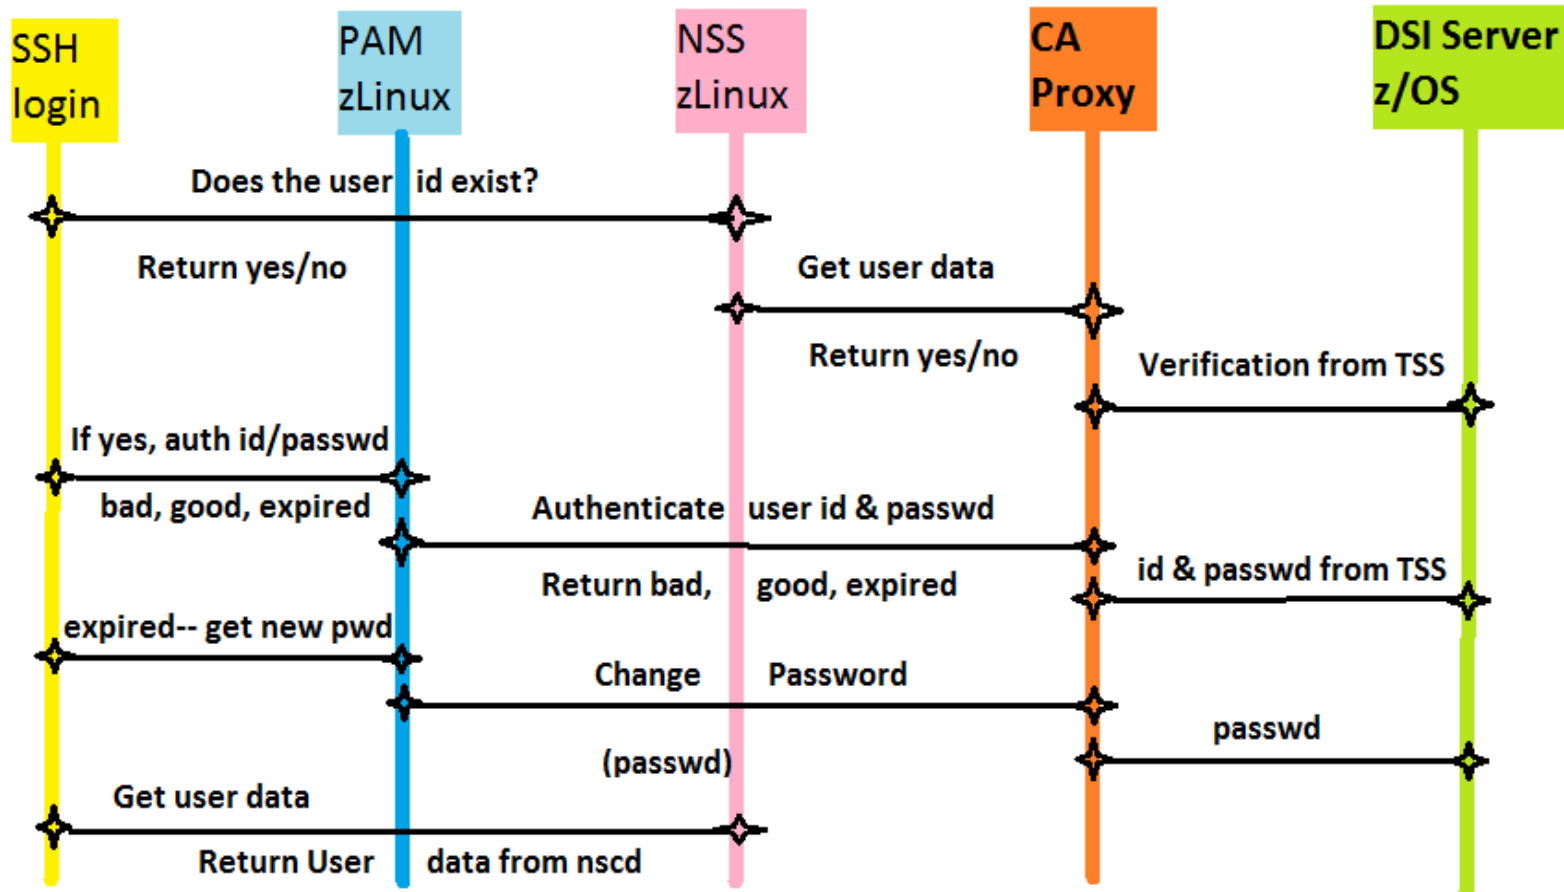 SSH
login
PAM
zLinux
NSS
zLinux
CA
Proxy
DSI Server
z/OS
Does the user id exist?
Return yes/no
Get user data
Return yes/no
Verification from TSS
If yes, auth id/passwd
bad, good, expired
Authenticate user id & passwd
Return bad, good, expired
id & passwd from TSS
expired-- get new pwd
Change Password
passwd
(passwd)
Get user data
Return User data from nscd